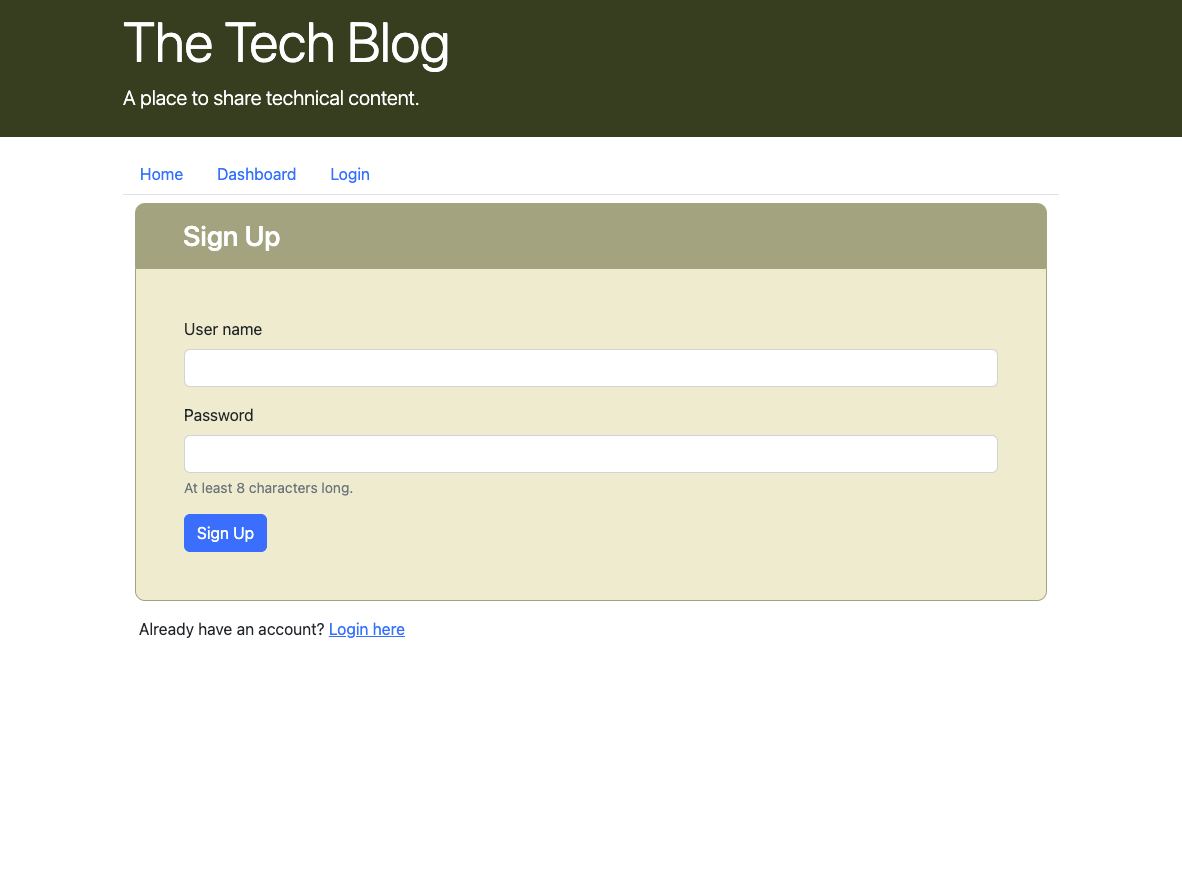 The Tech Blog
A place to share technical content.
Home Dashboard Login
Sign Up
User name
Password
At least 8 characters long.
Sign Up
Already have an account? Login here